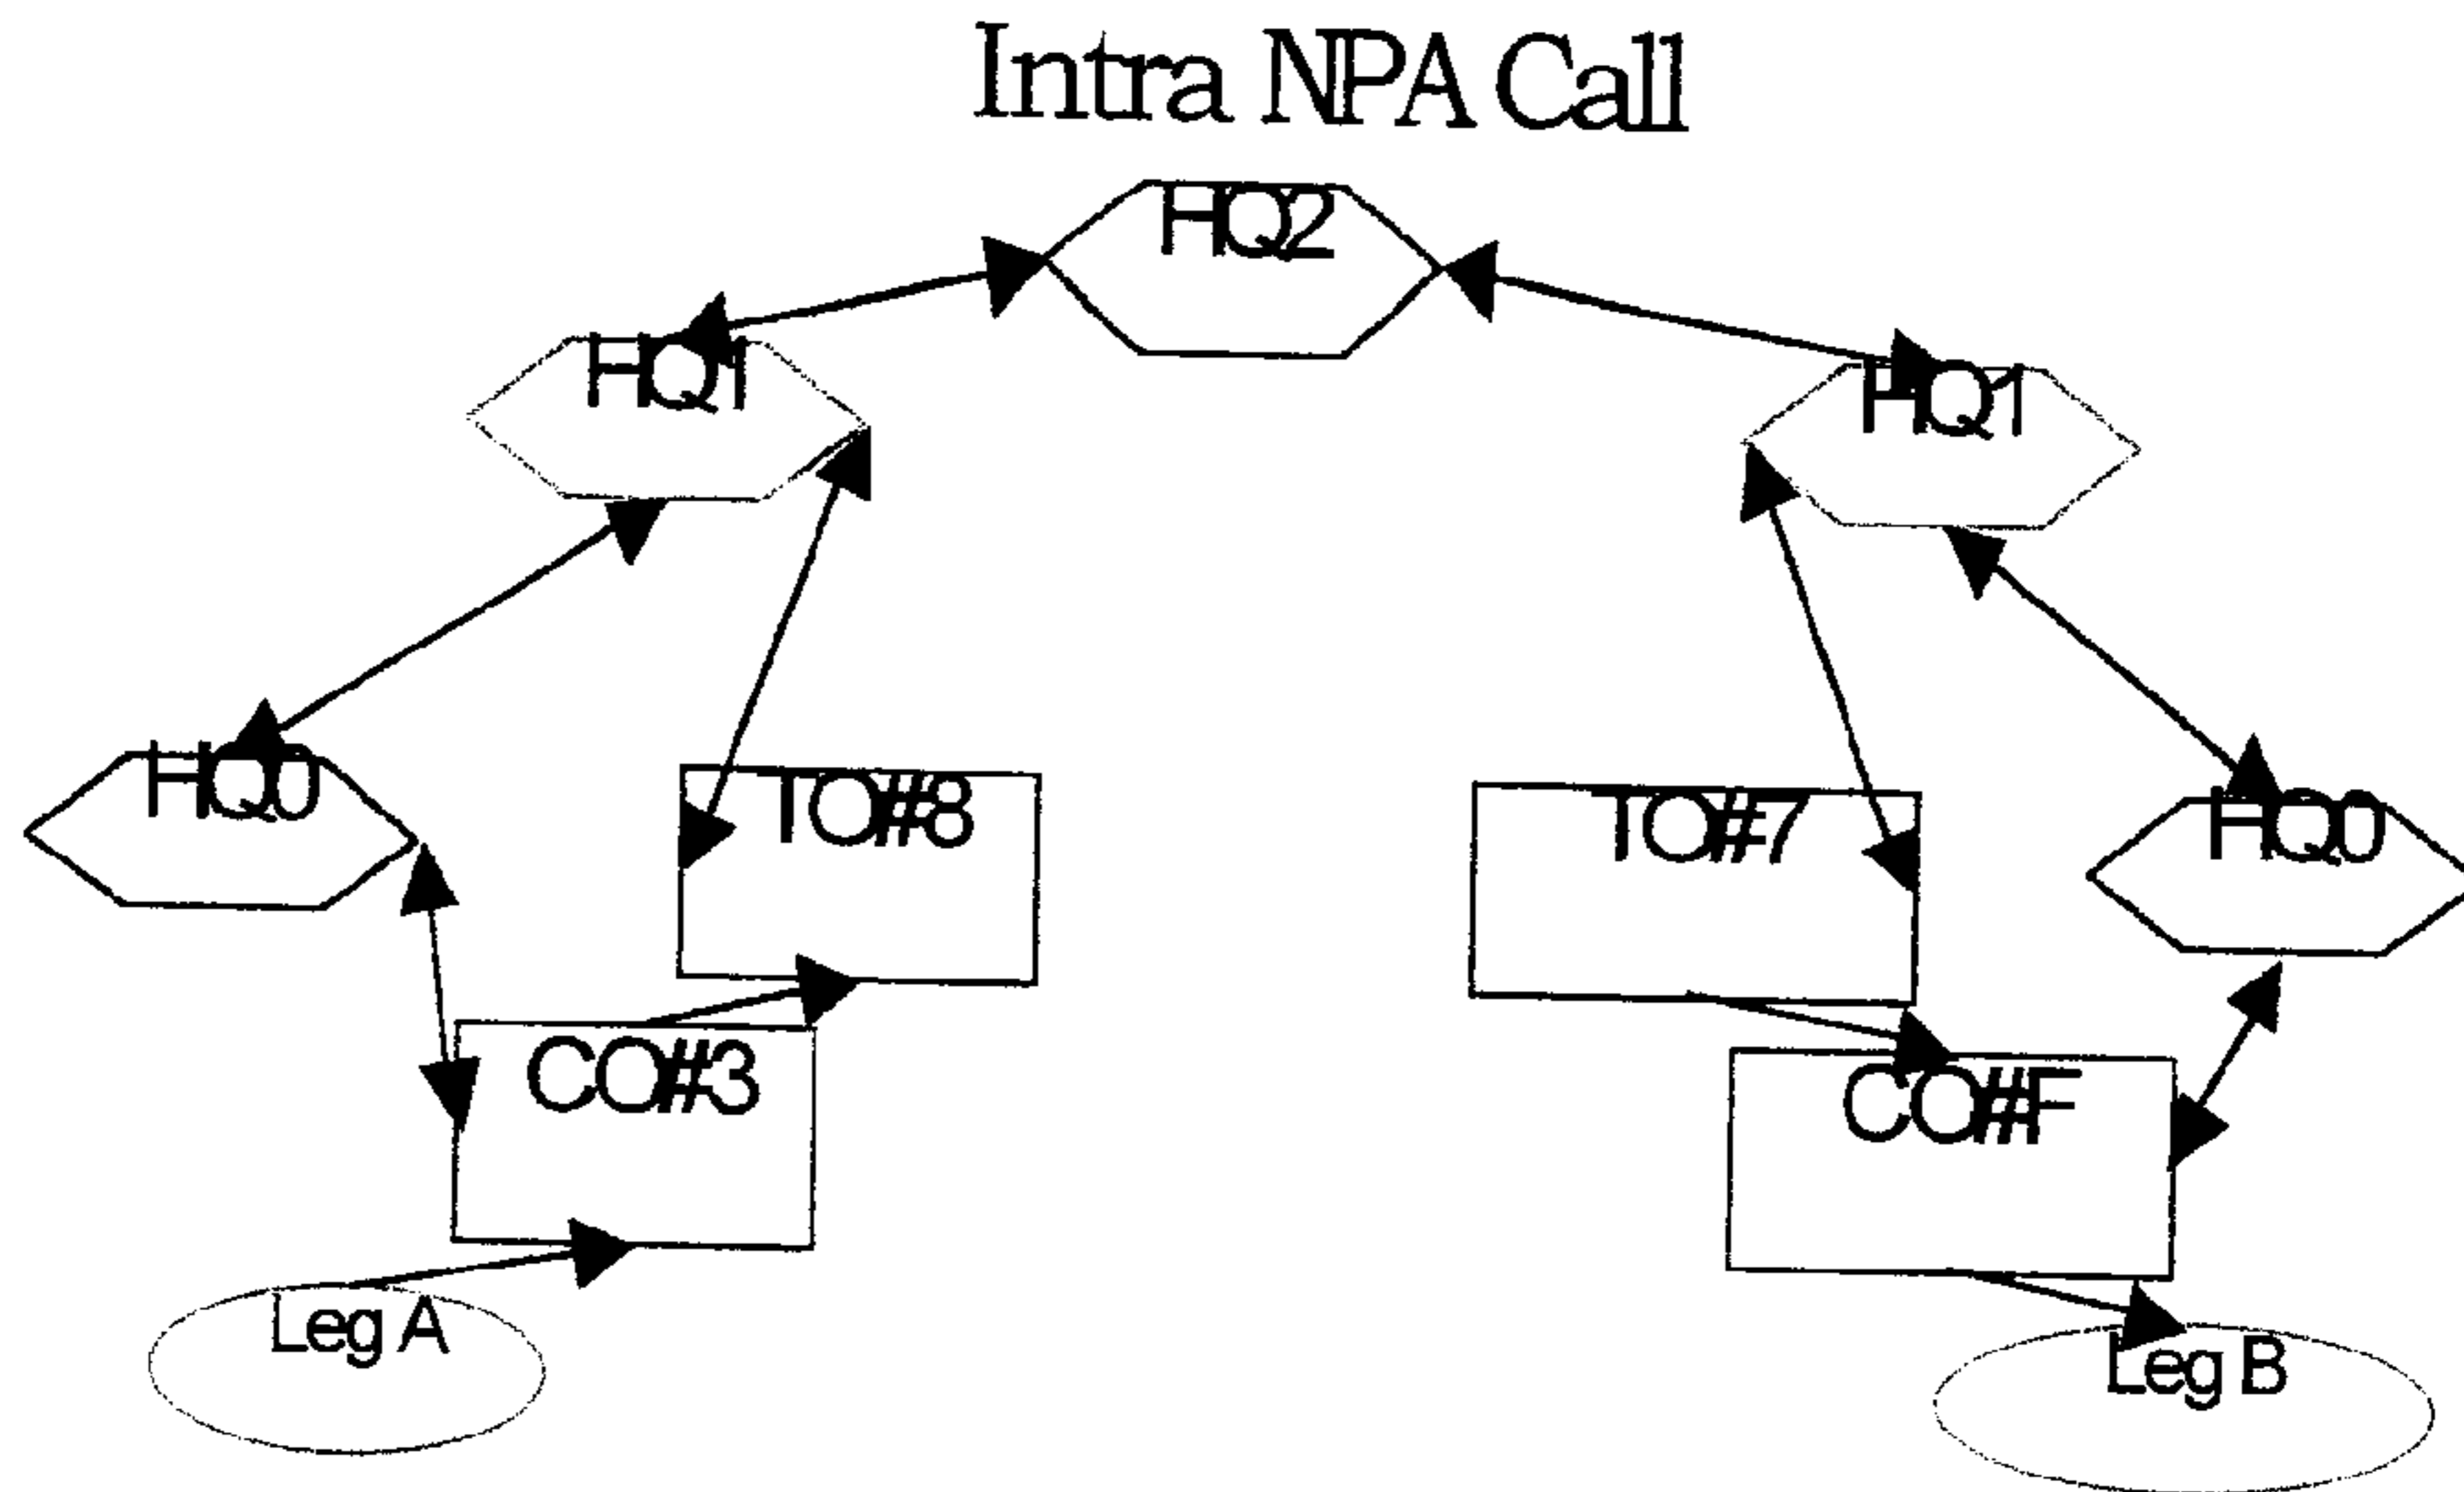 Intra NPA Call
HQ2
HQ1
HQ1
HQ0
TO#8
TO#7
HQ0
CO#3
CO#F
Leg A
Leg B